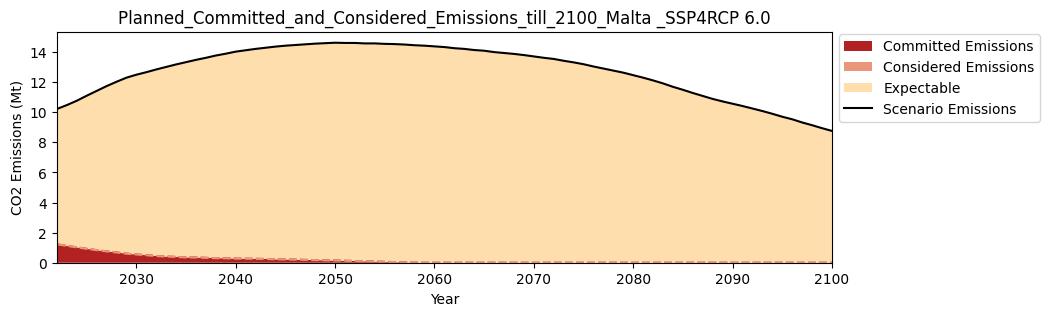 Planned_Committed_and_Considered_Emissions_till_2100_Malta _SSP4RCP 6.0
CO2 Emissions (Mt)
14
12
10
8
6
4
2
0
2030 2040 2050 2060 2070 2080 2090 2100
Year
Committed Emissions
Considered Emissions
Expectable
Scenario Emissions